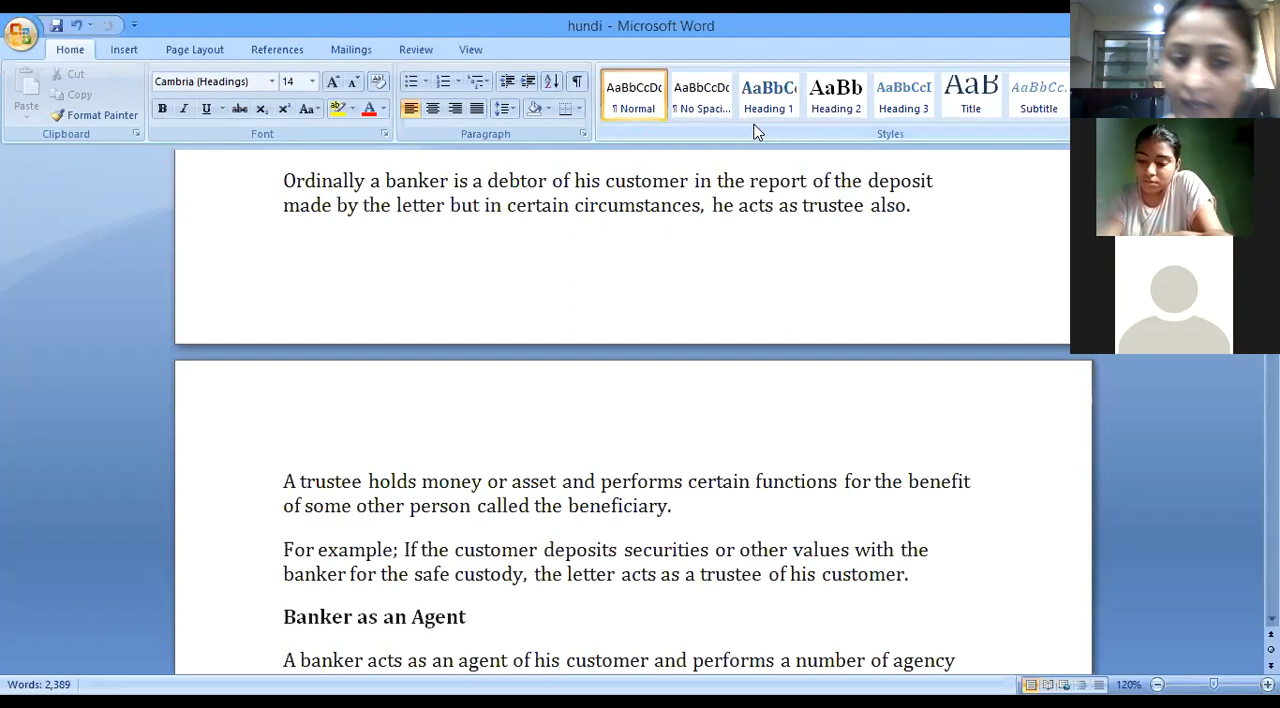 hundi - Microsoft Word
Home Insert Page Layout References Mailings Review View
Paste
Cut
Copy
Format Painter
Clipboard
Cambria (Headings) 14
B I U abc X₂ X² Aa
Font
Paragraph
AaBbCcDc AaBbCcDc AaBbC AaBb AaBbCcI AaB AaBbCcL
¶ Normal ¶ No Spaci... Heading 1 Heading 2 Heading 3 Title Subtitle
Styles
Ordinally a banker is a debtor of his customer in the report of the deposit
made by the letter but in certain circumstances, he acts as trustee also.
A trustee holds money or asset and performs certain functions for the benefit
of some other person called the beneficiary.
For example; If the customer deposits securities or other values with the
banker for the safe custody, the letter acts as a trustee of his customer.
Banker as an Agent
A banker acts as an agent of his customer and performs a number of agency
Words: 2,389
120%